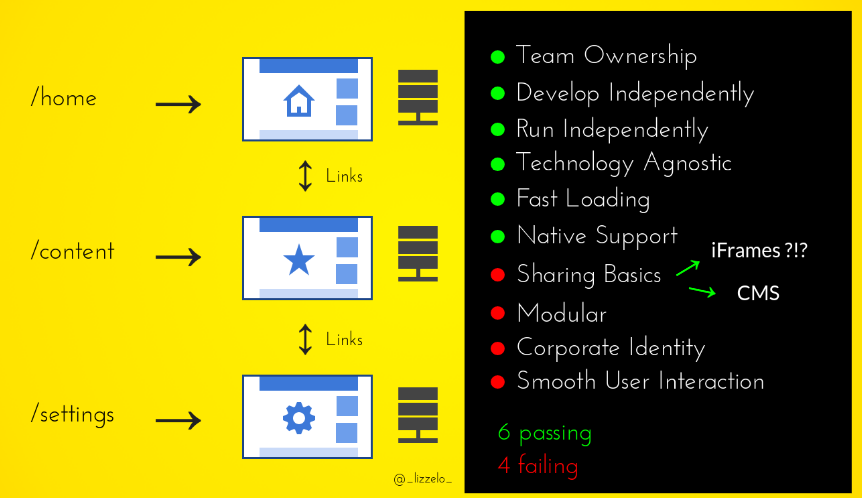 /home
Links
/content
Links
/settings
@_lizzelo_
Team Ownership
Develop Independently
Run Independently
Technology Agnostic
Fast Loading
Native Support
iFrames ?!?
Sharing Basics
CMS
Modular
Corporate Identity
Smooth User Interaction
6 passing
4 failing